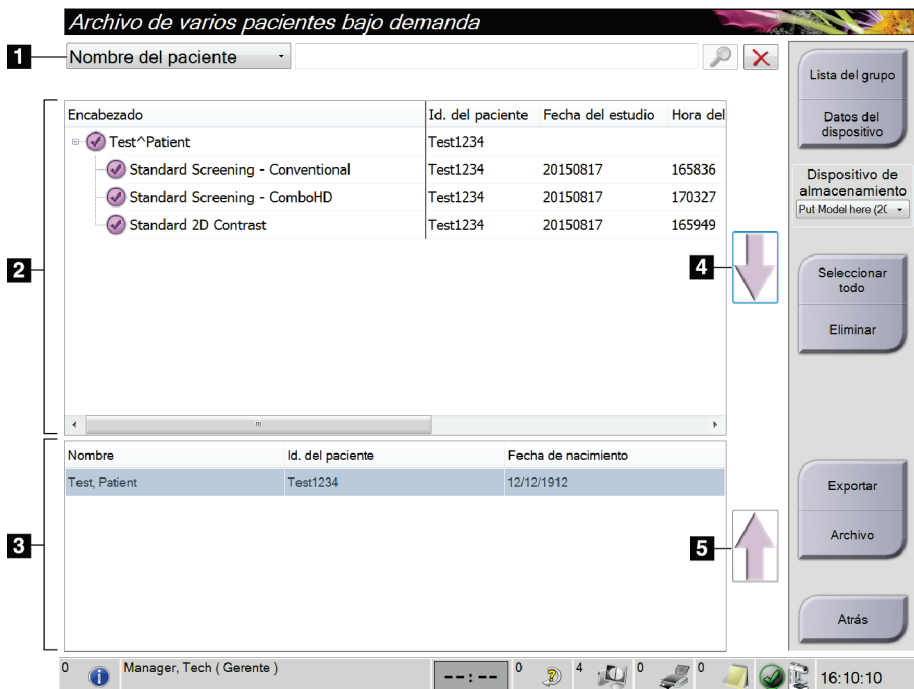 Archivo de varios pacientes bajo demanda
1
Nombre del paciente
Lista del grupo
Datos del
dispositivo
Dispositivo de
almacenamiento
Put Model here (2(
2
Encabezado Id. del paciente Fecha del estudio Hora del
Test^Patient Test1234
Standard Screening - Conventional Test1234 20150817 165836
Standard Screening - ComboHD Test1234 20150817 170327
Standard 2D Contrast Test1234 20150817 165949
4
Seleccionar
todo
Eliminar
3
Nombre Id. del paciente Fecha de nacimiento
Test, Patient Test1234 12/12/1912
5
Exportar
Archivo
Atrás
0 Manager, Tech ( Gerente ) --:-- 0 4 0 0 16:10:10